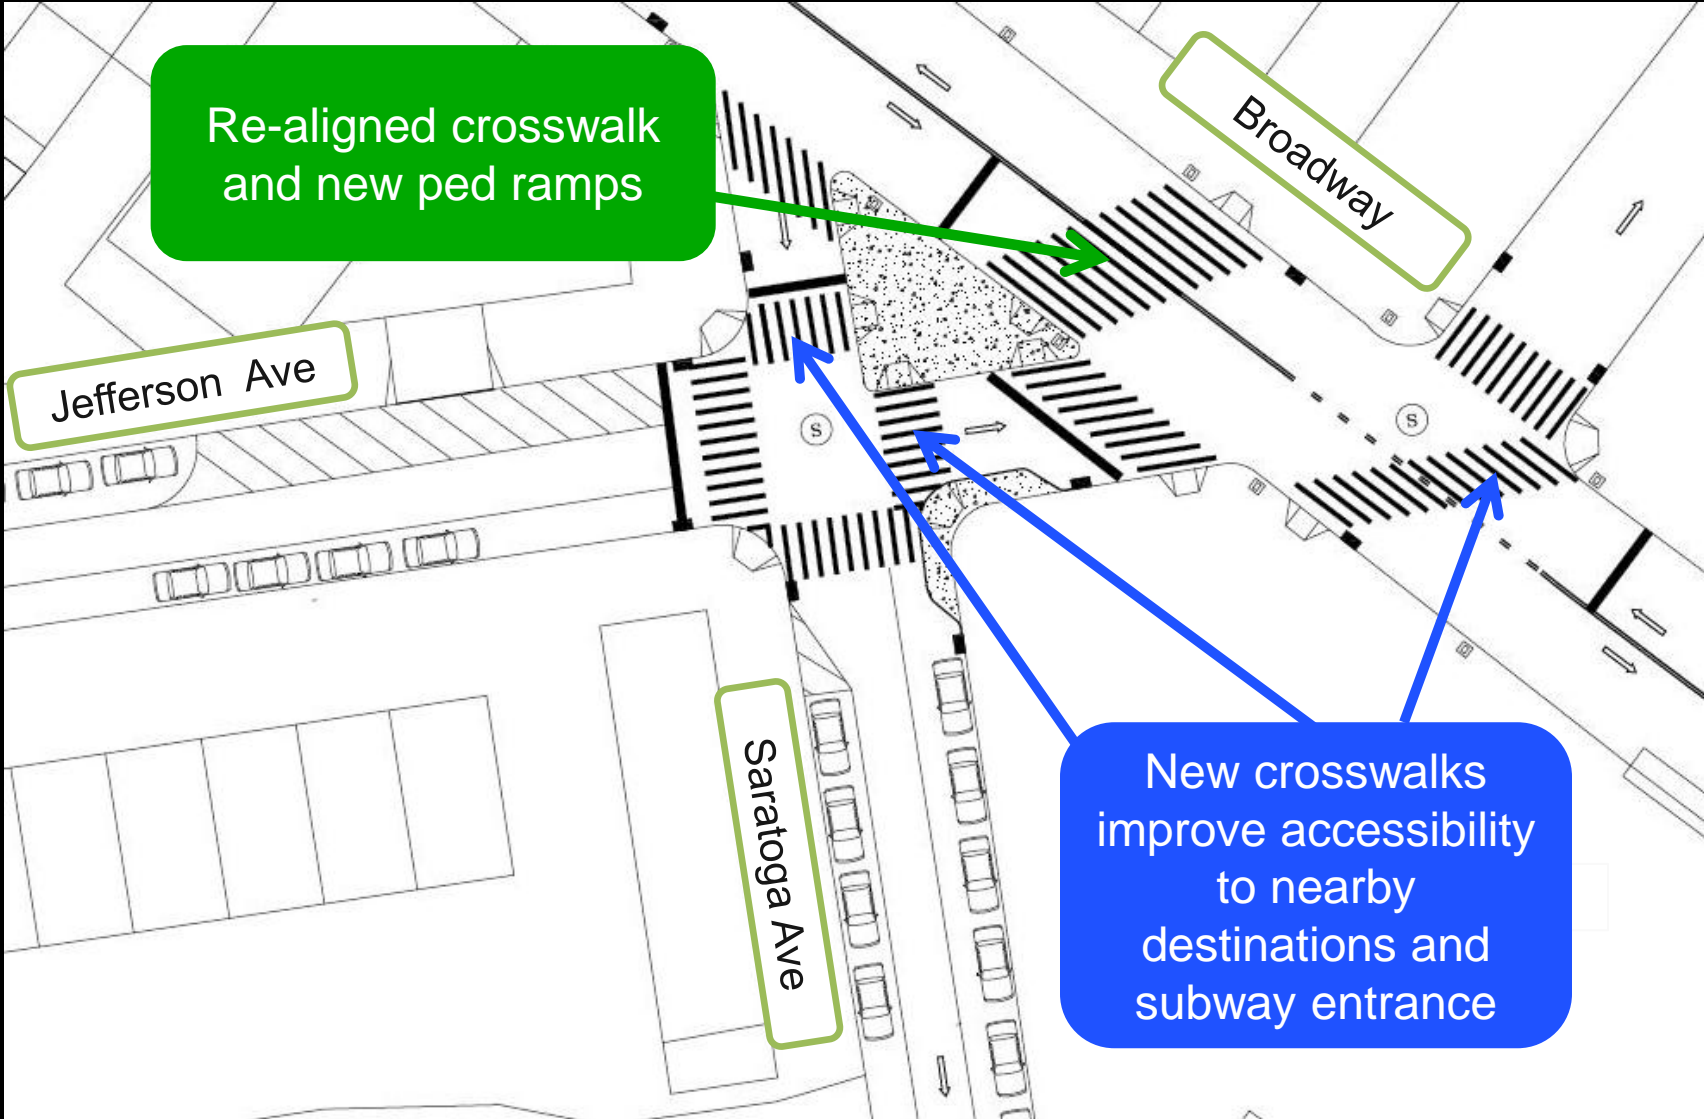 Re-aligned crosswalk
and new ped ramps
Broadway
Jefferson Ave
S
S
Saratoga Ave
New crosswalks
improve accessibility
to nearby
destinations and
subway entrance